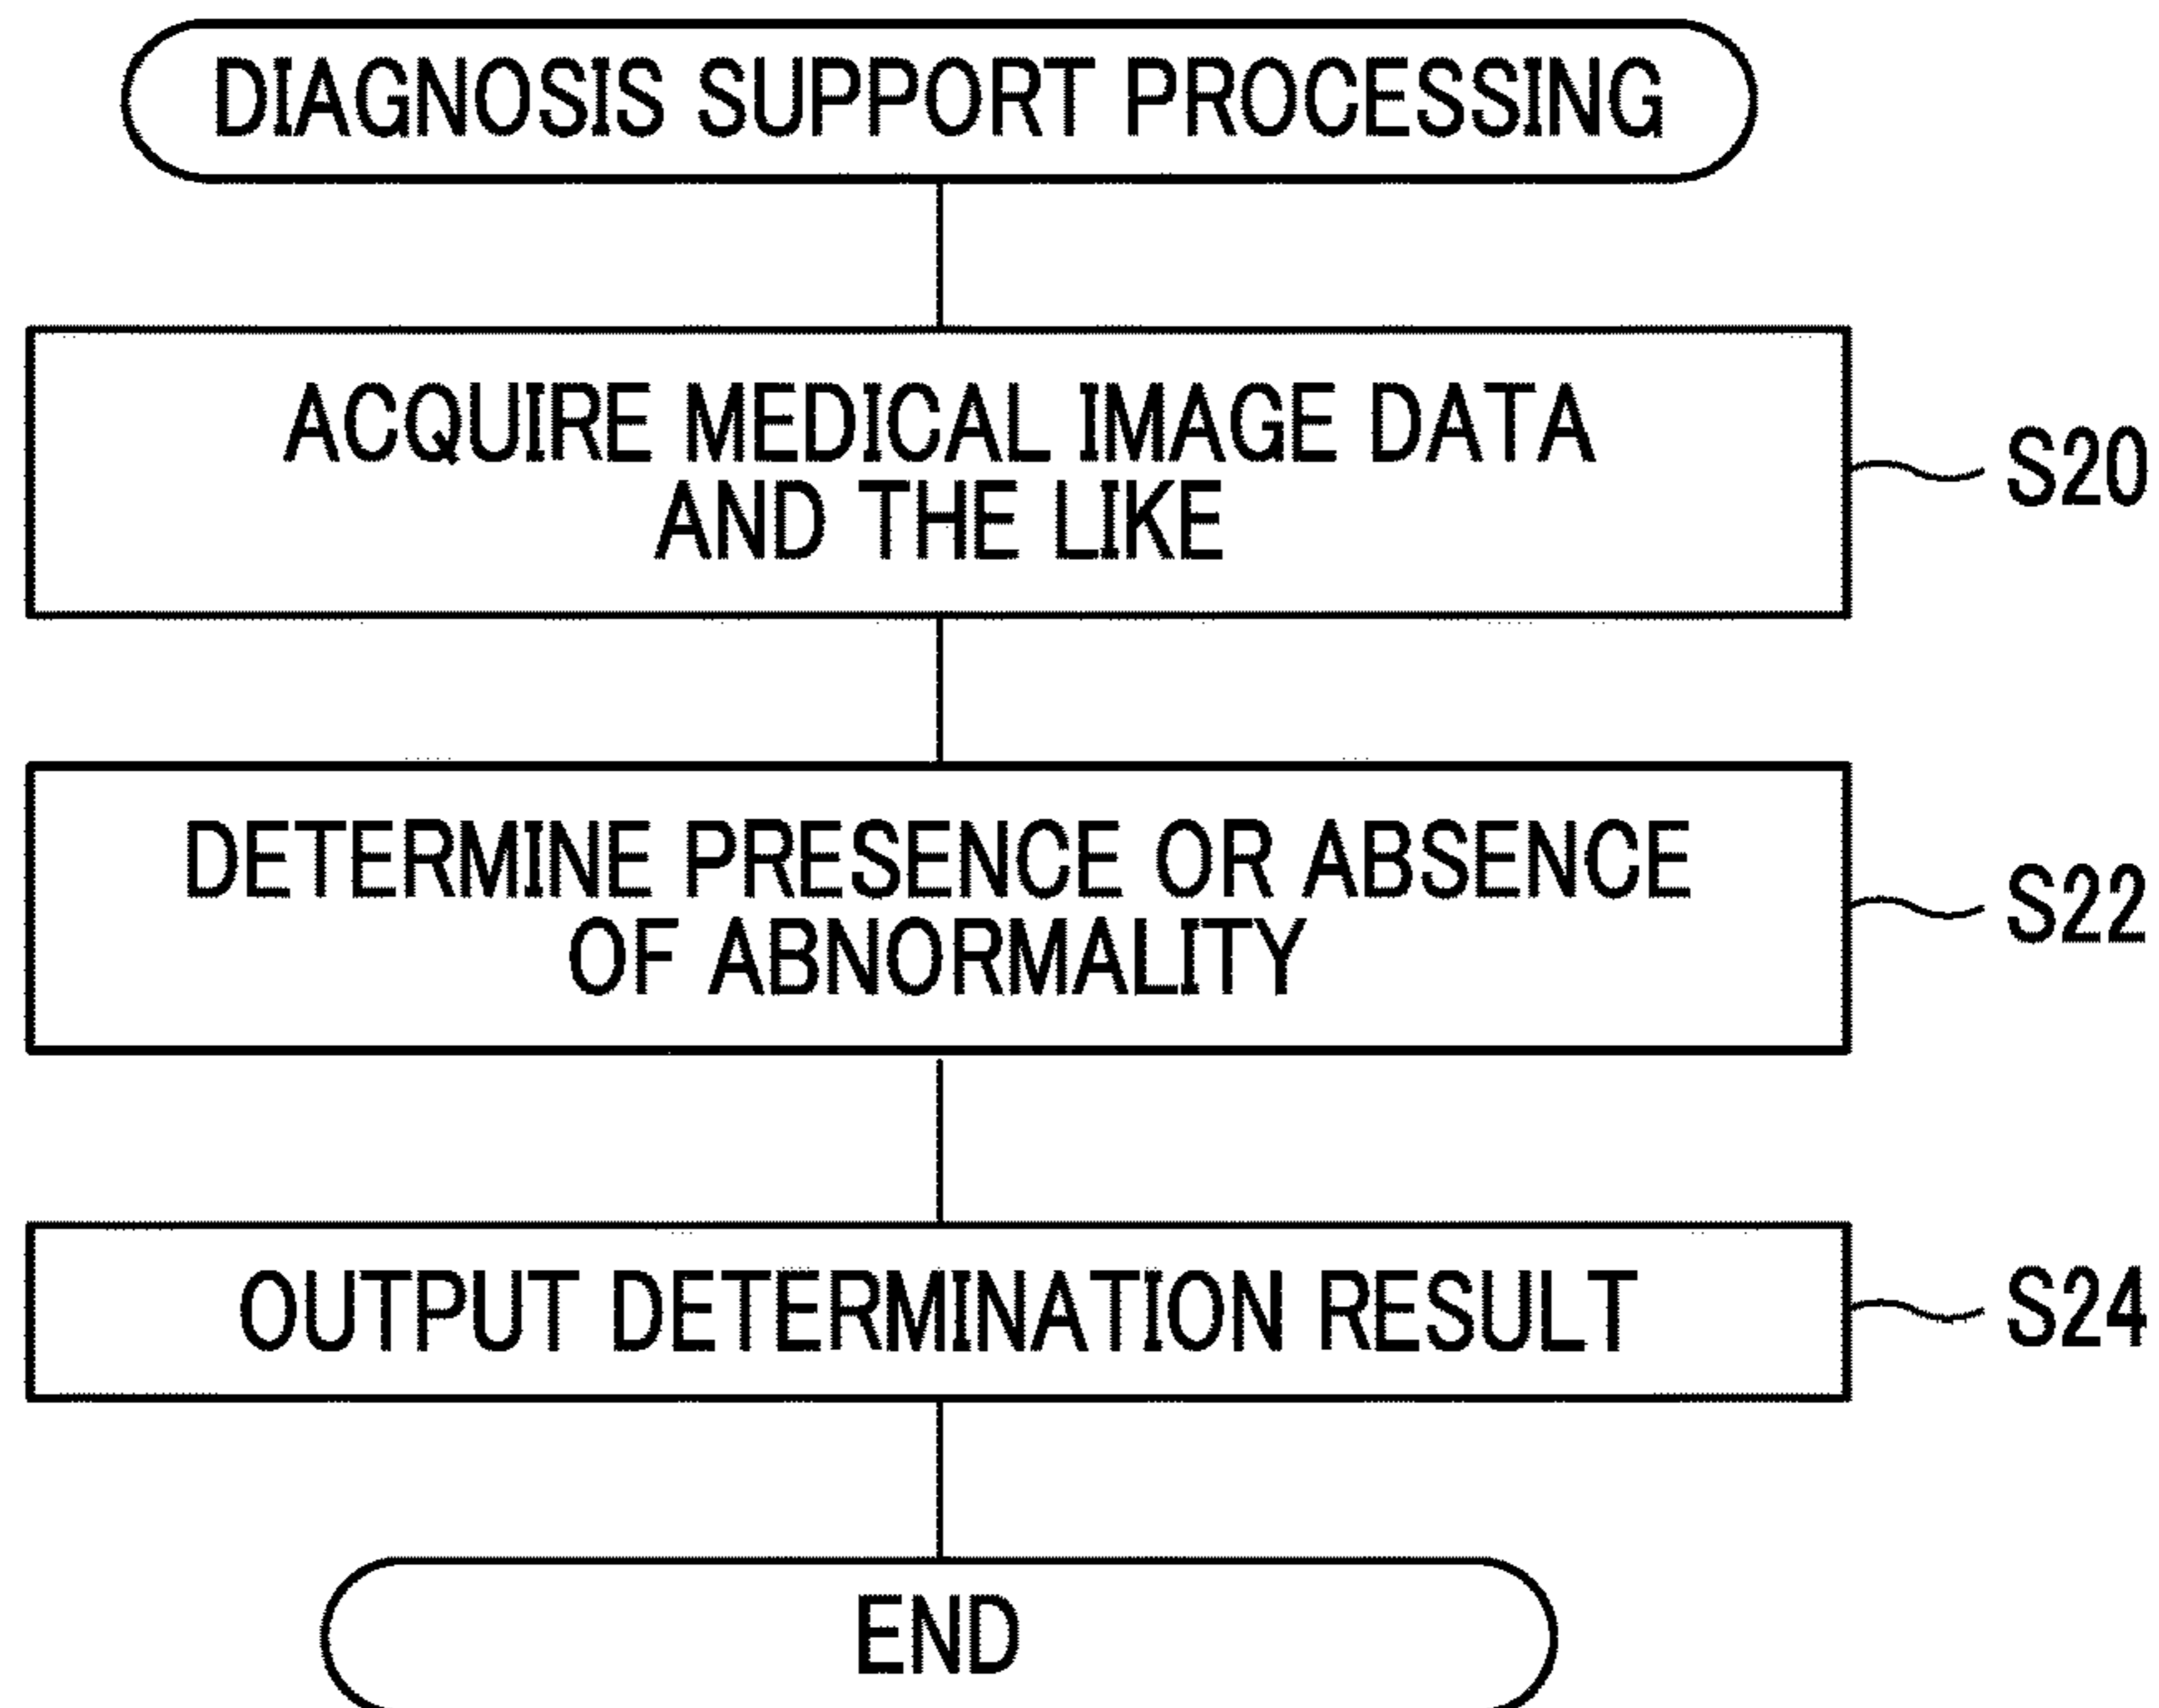 DIAGNOSIS SUPPORT PROCESSING
ACQUIRE MEDICAL IMAGE DATA
AND THE LIKE
S20
DETERMINE PRESENCE OR ABSENCE
OF ABNORMALITY
S22
OUTPUT DETERMINATION RESULT
S24
END